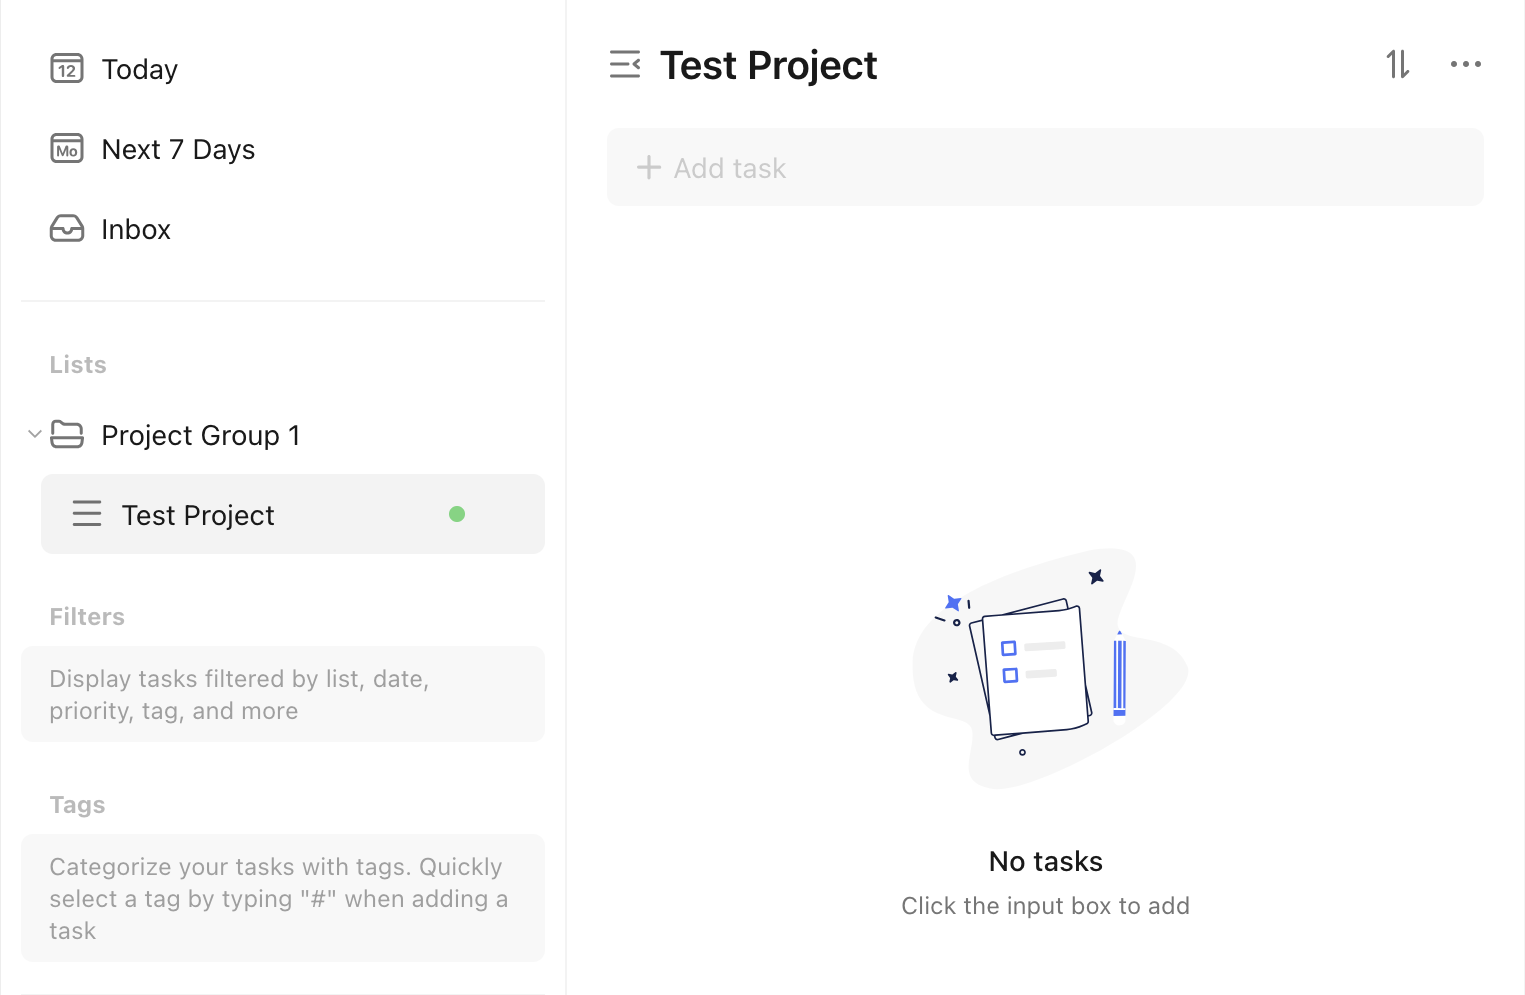 12
Today
Mo
Next 7 Days
Inbox
Lists
Project Group 1
Test Project
Filters
Display tasks filtered by list, date,
priority, tag, and more
Tags
Categorize your tasks with tags. Quickly
select a tag by typing "#" when adding a
task
Test Project
Add task
No tasks
Click the input box to add